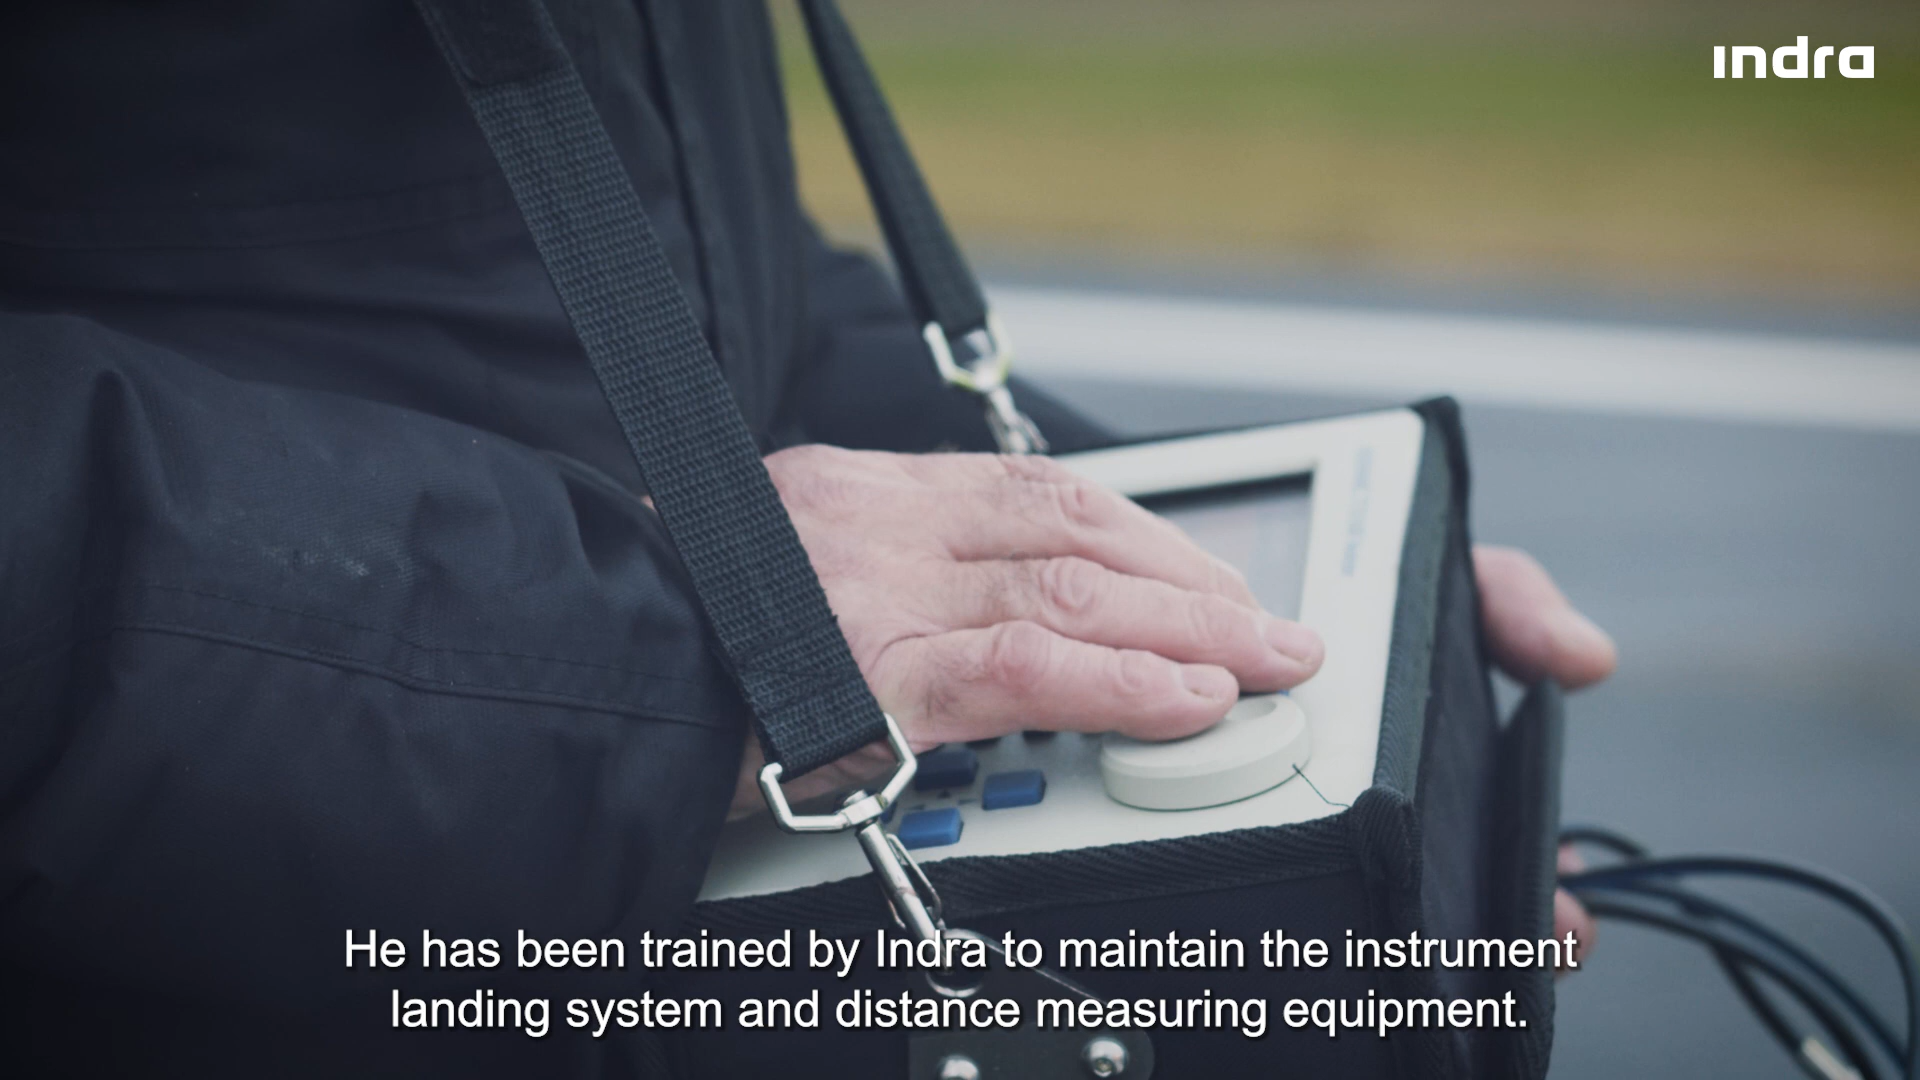 indra
He has been trained by Indra to maintain the instrument
landing system and distance measuring equipment.